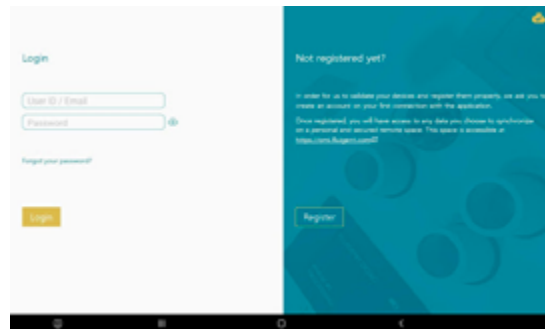 Login
User ID / Email
Password
Forgot your password?
Login
Not registered yet?
In order for us to validate your devices and register them properly, we ask you to
create an account on your first connection with the application.
Once registered, you will have access to any data you choose to synchronize
on a personal and secured remote space. This space is accessible at
Register